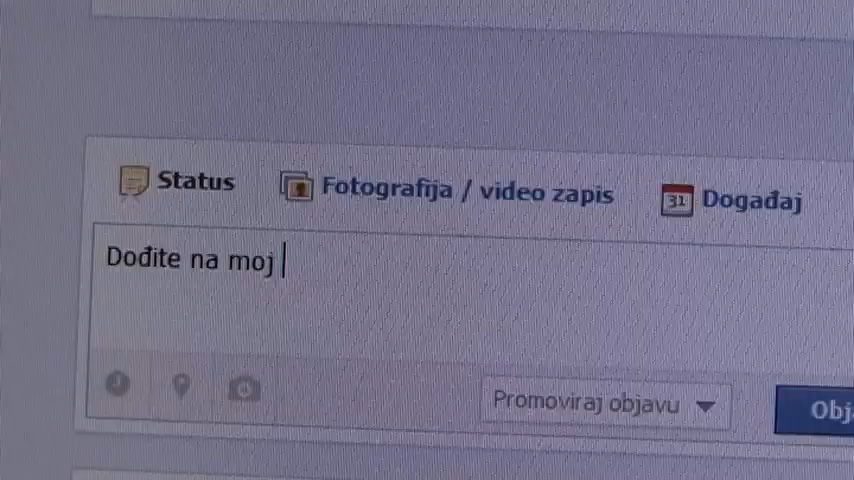 Status Fotografija / video zapis 31 Događaj
Dođite na moj
Promoviraj objavu